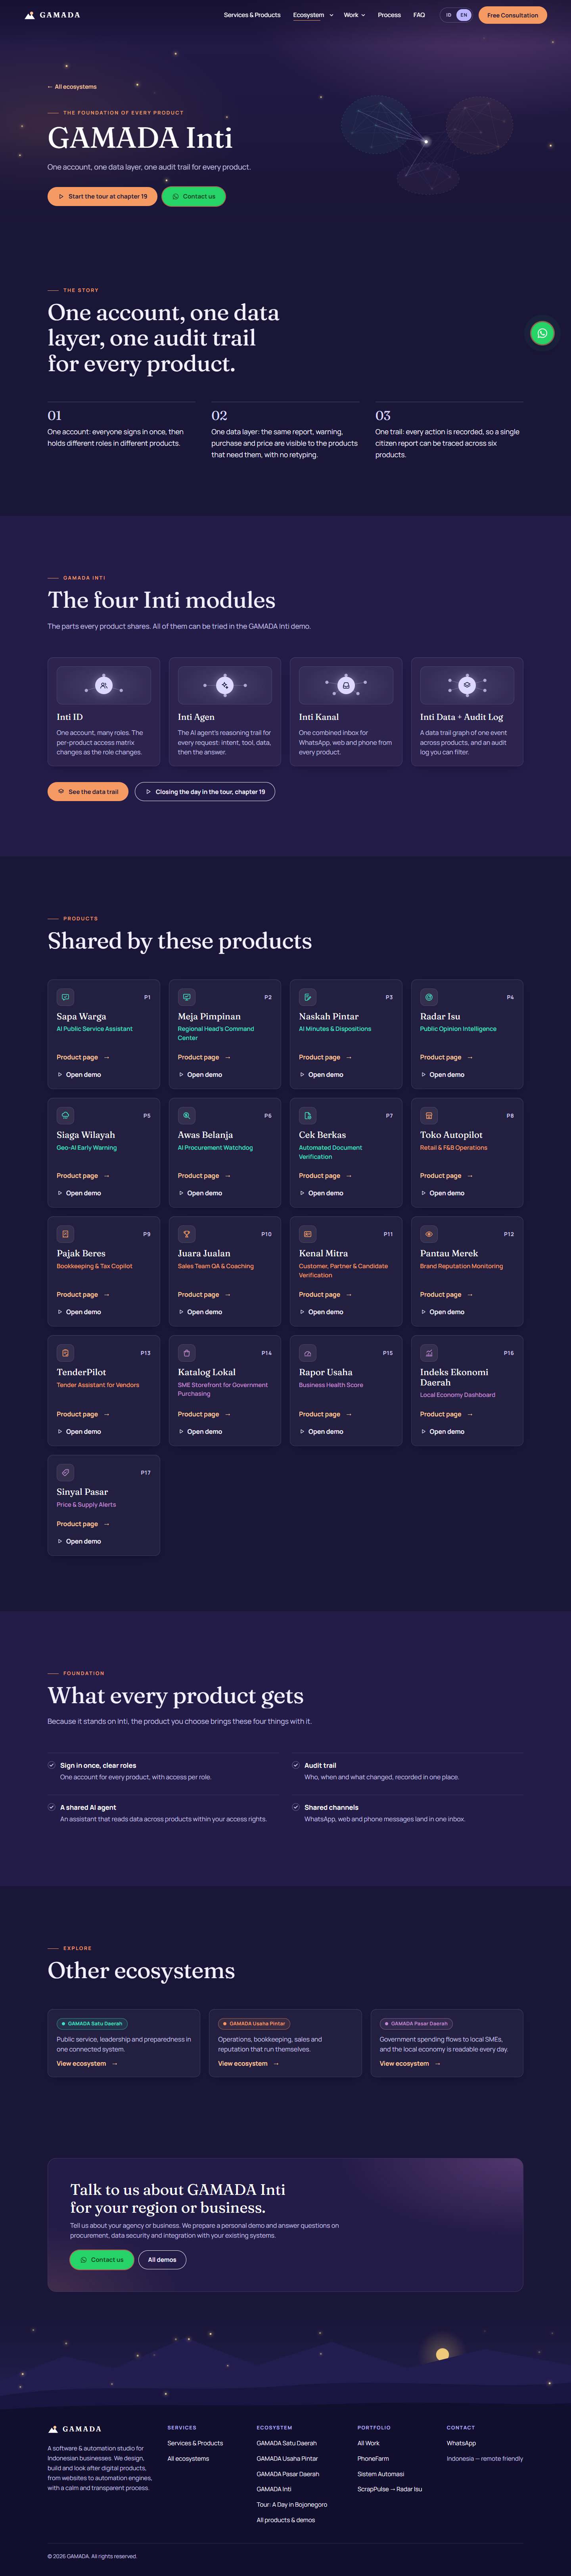 GAMADA
Services & Products
Ecosystem
Work
Process
FAQ
ID
EN
Free Consultation
← All ecosystems
THE FOUNDATION OF EVERY PRODUCT
GAMADA Inti
One account, one data layer, one audit trail for every product.
Start the tour at chapter 19
Contact us
THE STORY
One account, one data
layer, one audit trail
for every product.
01
One account: everyone signs in once, then
holds different roles in different products.
02
One data layer: the same report, warning,
purchase and price are visible to the products
that need them, with no retyping.
03
One trail: every action is recorded, so a single
citizen report can be traced across six
products.
GAMADA INTI
The four Inti modules
The parts every product shares. All of them can be tried in the GAMADA Inti demo.
Inti ID
One account, many roles. The
per-product access matrix
changes as the role changes.
Inti Agen
The AI agent's reasoning trail for
every request: intent, tool, data,
then the answer.
Inti Kanal
One combined inbox for
WhatsApp, web and phone from
every product.
Inti Data + Audit Log
A data trail graph of one event
across products, and an audit
log you can filter.
See the data trail
Closing the day in the tour, chapter 19
PRODUCTS
Shared by these products
P1
Sapa Warga
AI Public Service Assistant
Product page →
Open demo
P2
Meja Pimpinan
Regional Head's Command
Center
Product page →
Open demo
P3
Naskah Pintar
AI Minutes & Dispositions
Product page →
Open demo
P4
Radar Isu
Public Opinion Intelligence
Product page →
Open demo
P5
Siaga Wilayah
Geo-AI Early Warning
Product page →
Open demo
P6
Awas Belanja
AI Procurement Watchdog
Product page →
Open demo
P7
Cek Berkas
Automated Document
Verification
Product page →
Open demo
P8
Toko Autopilot
Retail & F&B Operations
Product page →
Open demo
P9
Pajak Beres
Bookkeeping & Tax Copilot
Product page →
Open demo
P10
Juara Jualan
Sales Team QA & Coaching
Product page →
Open demo
P11
Kenal Mitra
Customer, Partner & Candidate
Verification
Product page →
Open demo
P12
Pantau Merek
Brand Reputation Monitoring
Product page →
Open demo
P13
TenderPilot
Tender Assistant for Vendors
Product page →
Open demo
P14
Katalog Lokal
SME Storefront for Government
Purchasing
Product page →
Open demo
P15
Rapor Usaha
Business Health Score
Product page →
Open demo
P16
Indeks Ekonomi
Daerah
Local Economy Dashboard
Product page →
Open demo
P17
Sinyal Pasar
Price & Supply Alerts
Product page →
Open demo
FOUNDATION
What every product gets
Because it stands on Inti, the product you choose brings these four things with it.
Sign in once, clear roles
One account for every product, with access per role.
Audit trail
Who, when and what changed, recorded in one place.
A shared AI agent
An assistant that reads data across products within your access rights.
Shared channels
WhatsApp, web and phone messages land in one inbox.
EXPLORE
Other ecosystems
GAMADA Satu Daerah
Public service, leadership and preparedness in
one connected system.
View ecosystem →
GAMADA Usaha Pintar
Operations, bookkeeping, sales and
reputation that run themselves.
View ecosystem →
GAMADA Pasar Daerah
Government spending flows to local SMEs,
and the local economy is readable every day.
View ecosystem →
Talk to us about GAMADA Inti
for your region or business.
Tell us about your agency or business. We prepare a personal demo and answer questions on
procurement, data security and integration with your existing systems.
Contact us
All demos
GAMADA
A software & automation studio for
Indonesian businesses. We design,
build and look after digital products,
from websites to automation engines,
with a calm and transparent process.
SERVICES
Services & Products
All ecosystems
ECOSYSTEM
GAMADA Satu Daerah
GAMADA Usaha Pintar
GAMADA Pasar Daerah
GAMADA Inti
Tour: A Day in Bojonegoro
All products & demos
PORTFOLIO
All Work
PhoneFarm
Sistem Automasi
ScrapPulse → Radar Isu
CONTACT
WhatsApp
Indonesia — remote friendly
© 2026 GAMADA. All rights reserved.